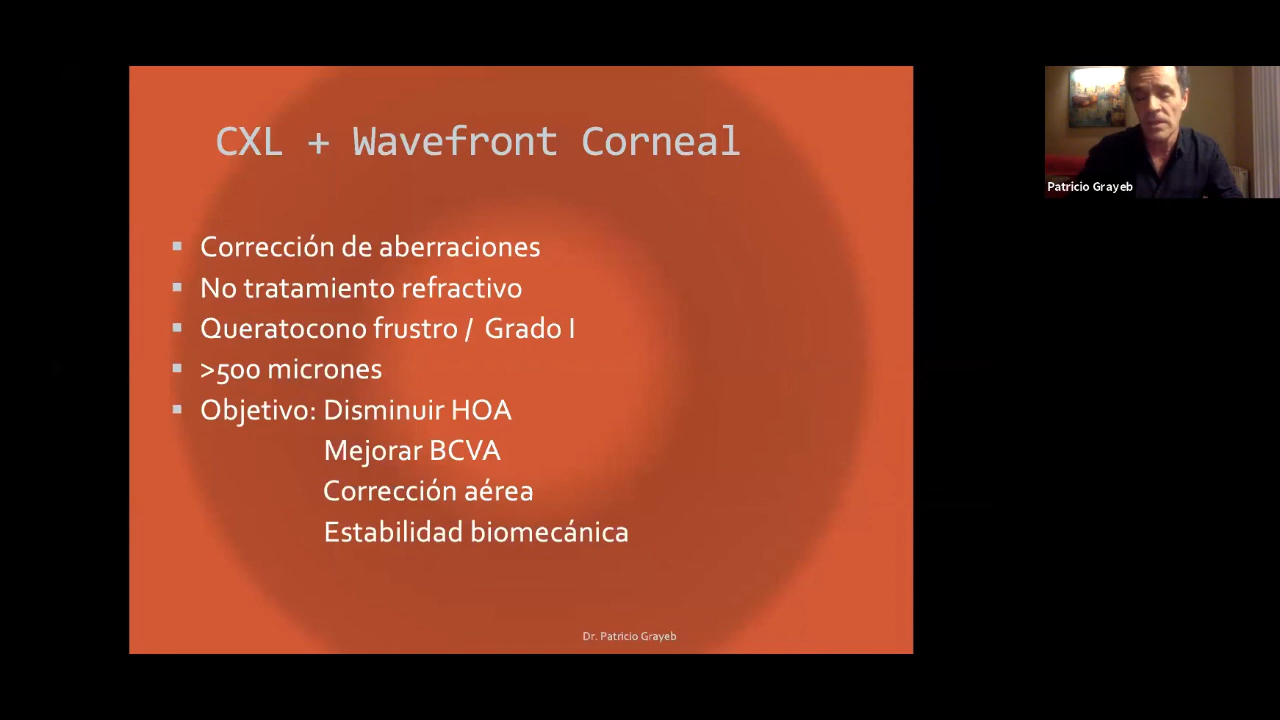 CXL + Wavefront Corneal
▪ Corrección de aberraciones
▪ No tratamiento refractivo
▪ Queratocono frustro / Grado I
▪ >500 micrones
▪ Objetivo: Disminuir HOA
Mejorar BCVA
Corrección aérea
Estabilidad biomecánica
Dr. Patricio Grayeb
Patricio Grayeb